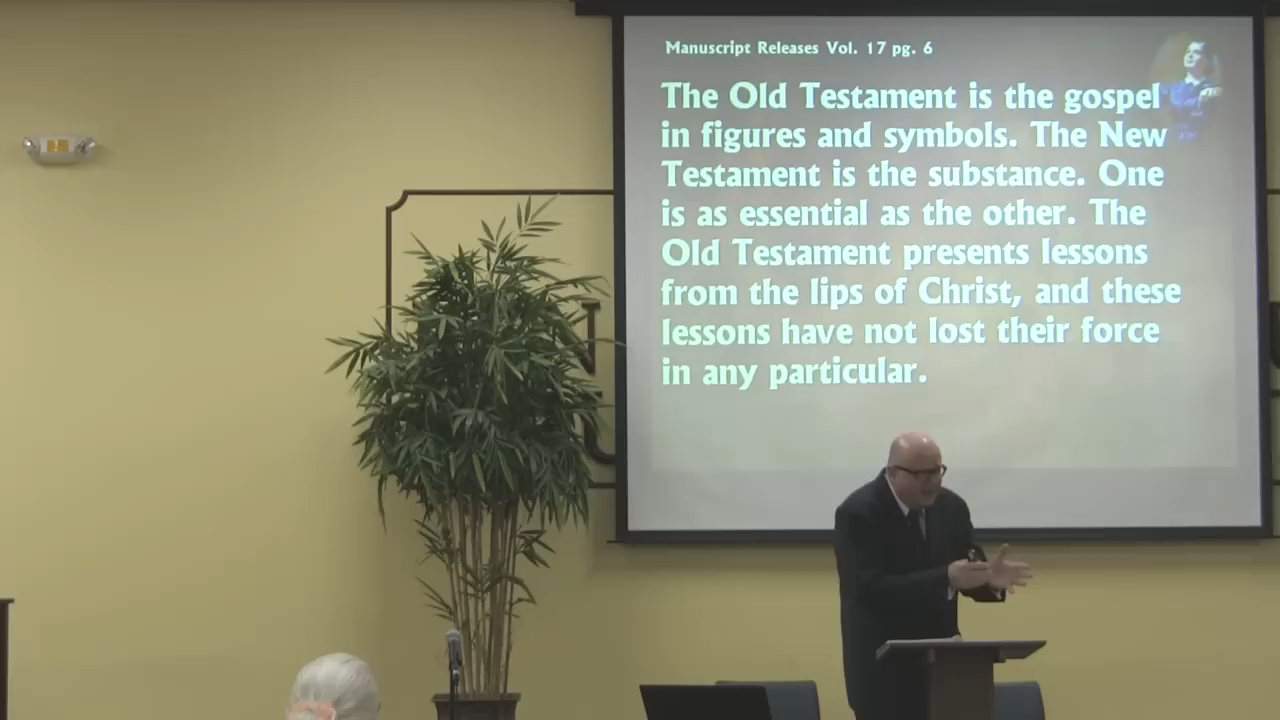 Manuscript Releases Vol. 17 pg. 6
The Old Testament is the gospel
in figures and symbols. The New
Testament is the substance. One
is as essential as the other. The
Old Testament presents lessons
from the lips of Christ, and these
lessons have not lost their force
in any particular.